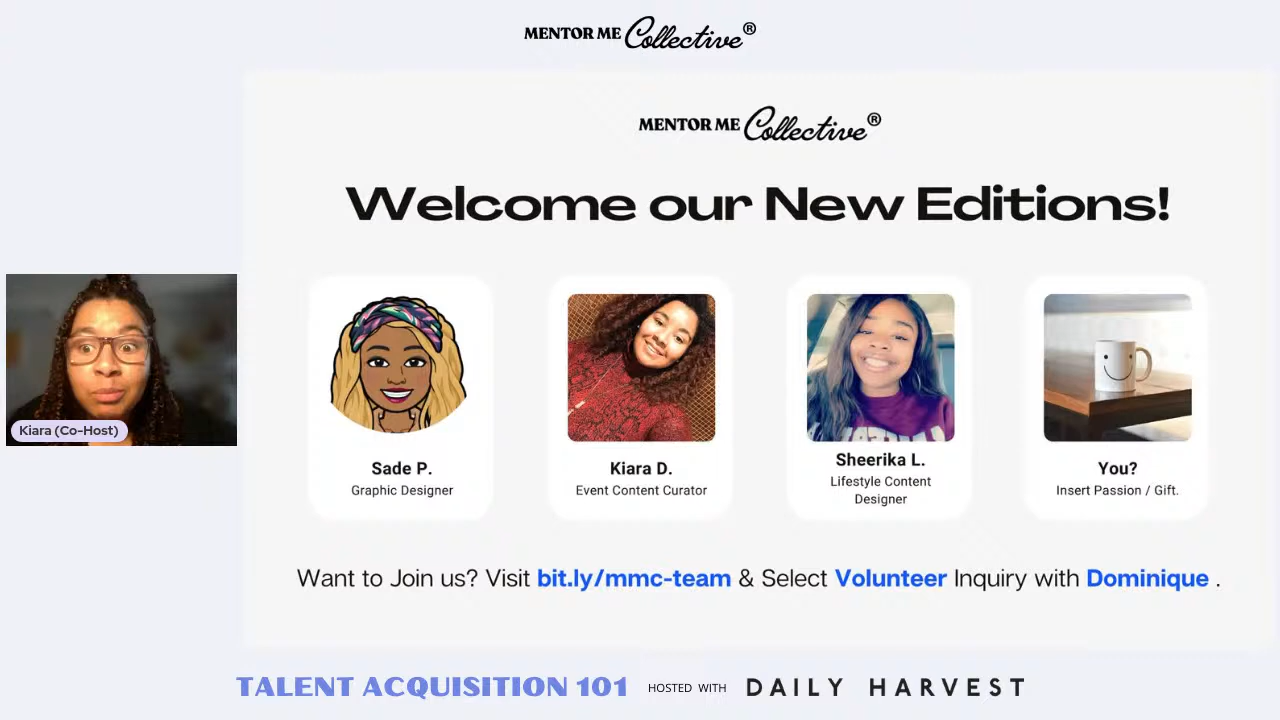 MENTOR ME Collective®
MENTOR ME Collective®
Welcome our New Editions!
Kiara (Co-Host)
Sade P.
Graphic Designer
Kiara D.
Event Content Curator
Sheerika L.
Lifestyle Content
Designer
You?
Insert Passion / Gift.
Want to Join us? Visit bit.ly/mmc-team & Select Volunteer Inquiry with Dominique .
TALENT ACQUISITION 101 HOSTED WITH DAILY HARVEST